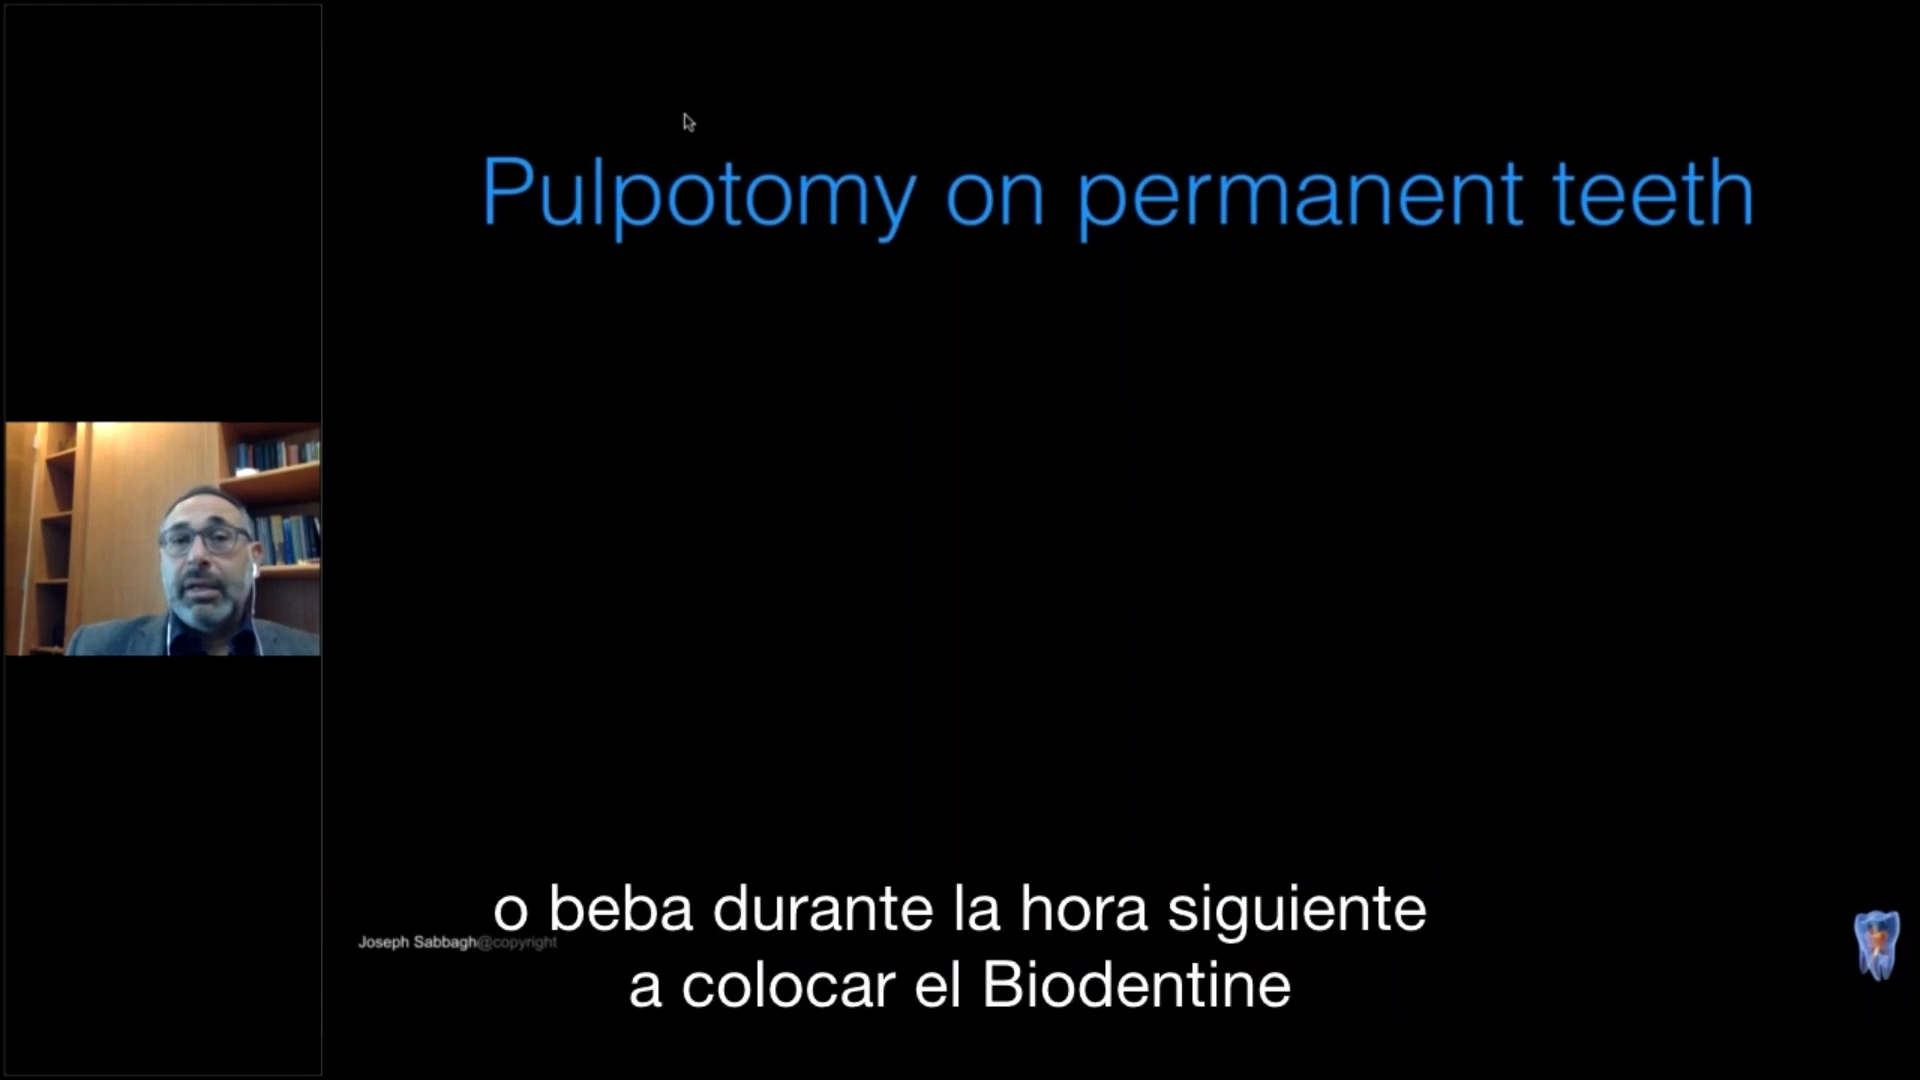 Pulpotomy on permanent teeth
o beba durante la hora siguiente
Joseph Sabbagh@copyright
a colocar el Biodentine